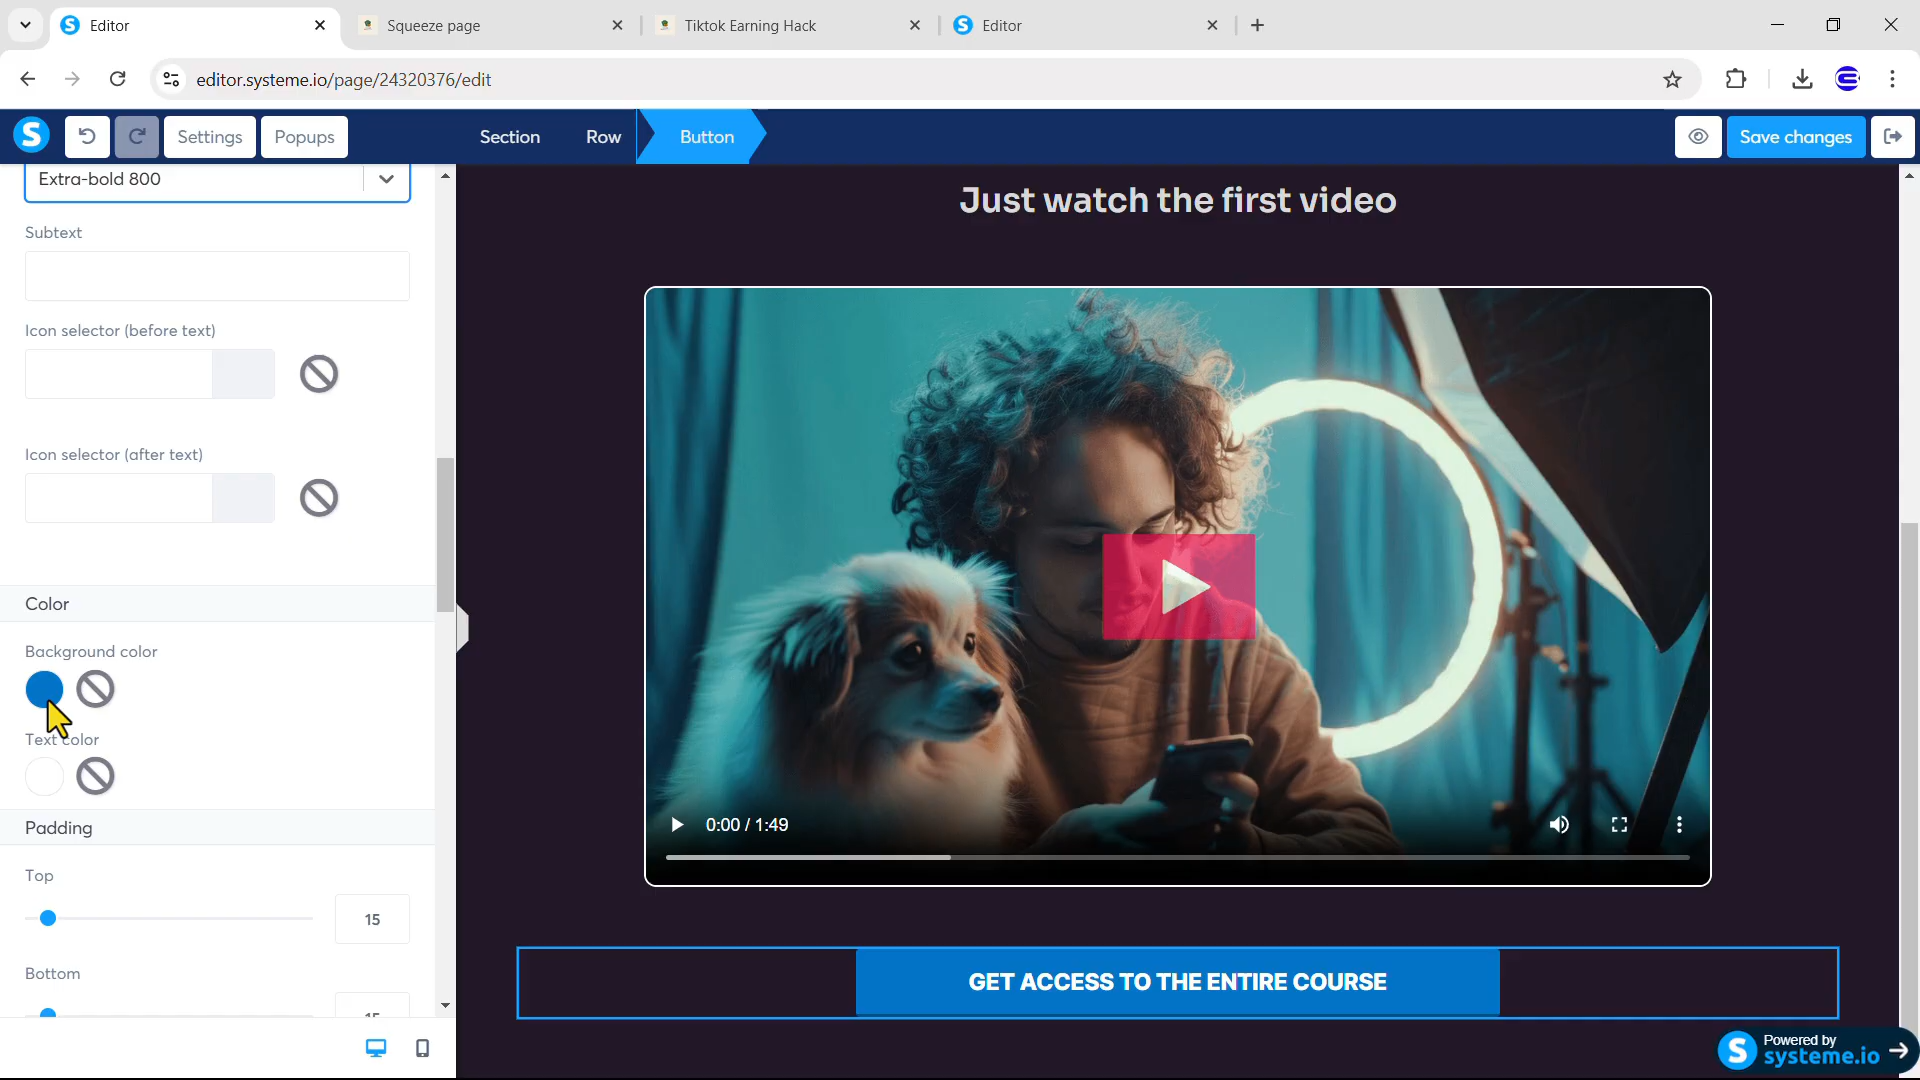 Editor
Squeeze page
Tiktok Earning Hack
Editor
editor.systeme.io/page/24320376/edit
S
Settings
Popups
Section
Row
Button
Save changes
Extra-bold 800
Subtext
Icon selector (before text)
Icon selector (after text)
Color
Background color
Text color
Padding
Top
15
Bottom
Just watch the first video
0:00 / 1:49
GET ACCESS TO THE ENTIRE COURSE
Powered by
systeme.io